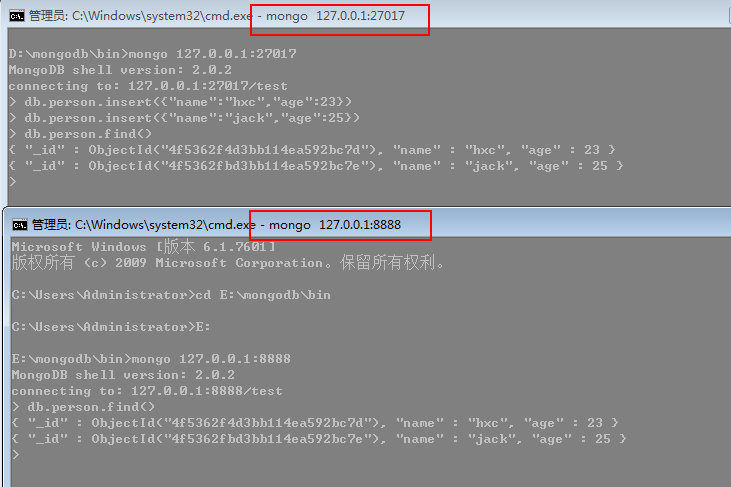 管理员: C:\Windows\system32\cmd.exe - mongo  127.0.0.1:27017
D:\mongodb\bin>mongo 127.0.0.1:27017
MongoDB shell version: 2.0.2
connecting to: 127.0.0.1:27017/test
> db.person.insert({"name":"hxc","age":23})
> db.person.insert({"name":"jack","age":25})
> db.person.find()
{ "_id" : ObjectId("4f5362f4d3bb114ea592bc7d"), "name" : "hxc", "age" : 23 }
{ "_id" : ObjectId("4f5362fbd3bb114ea592bc7e"), "name" : "jack", "age" : 25 }
>
管理员: C:\Windows\system32\cmd.exe - mongo  127.0.0.1:8888
Microsoft Windows [版本 6.1.7601]
版权所有 (c) 2009 Microsoft Corporation。保留所有权利。
C:\Users\Administrator>cd E:\mongodb\bin
C:\Users\Administrator>E:
E:\mongodb\bin>mongo 127.0.0.1:8888
MongoDB shell version: 2.0.2
connecting to: 127.0.0.1:8888/test
> db.person.find()
{ "_id" : ObjectId("4f5362f4d3bb114ea592bc7d"), "name" : "hxc", "age" : 23 }
{ "_id" : ObjectId("4f5362fbd3bb114ea592bc7e"), "name" : "jack", "age" : 25 }
>